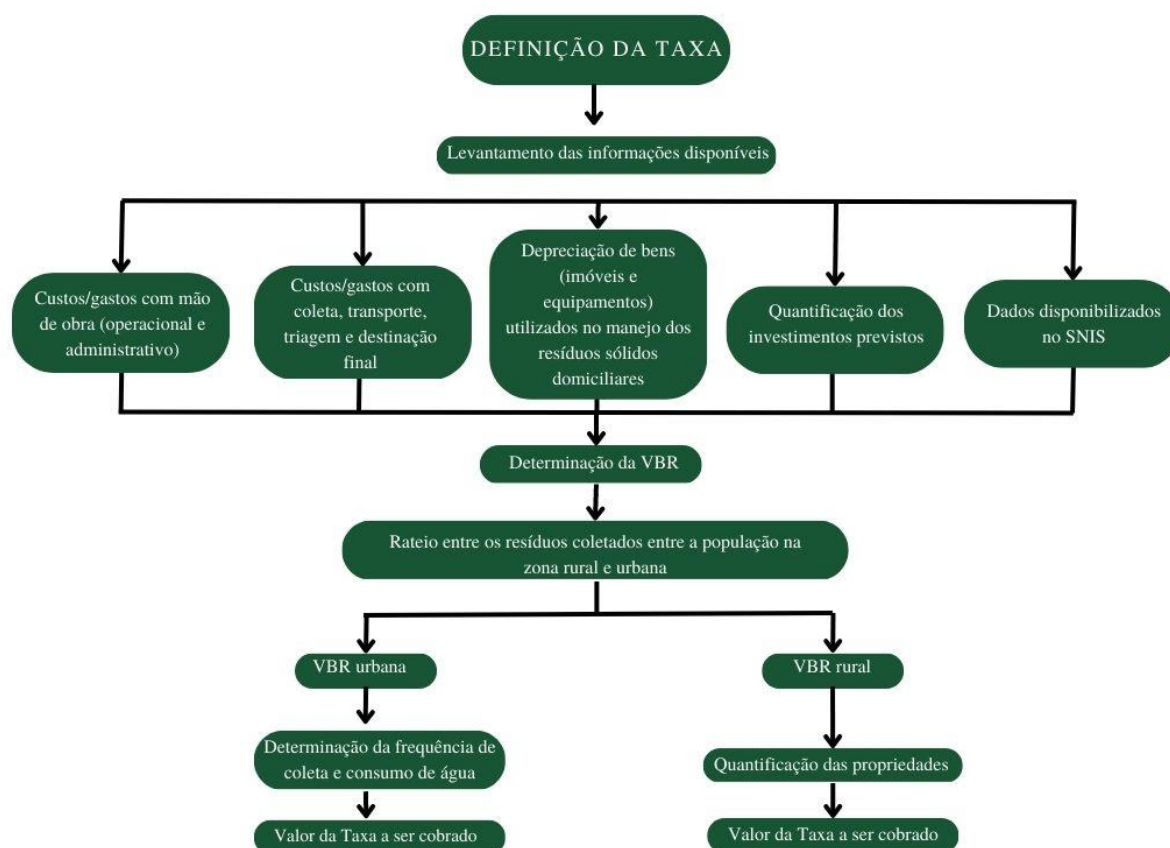 DEFINIÇÃO DA TAXA
Levantamento das informações disponíveis
Custos/gastos com mão
de obra (operacional e
administrativo)
Custos/gastos com
coleta, transporte,
triagem e destinação
final
Depreciação de bens
(imóveis e
equipamentos)
utilizados no manejo dos
resíduos sólidos
domiciliares
Quantificação dos
investimentos previstos
Dados disponibilizados
no SNIS
Determinação da VBR
Rateio entre os resíduos coletados entre a população na
zona rural e urbana
VBR urbana
VBR rural
Determinação da frequência de
coleta e consumo de água
Quantificação das propriedades
Valor da Taxa a ser cobrado
Valor da Taxa a ser cobrado